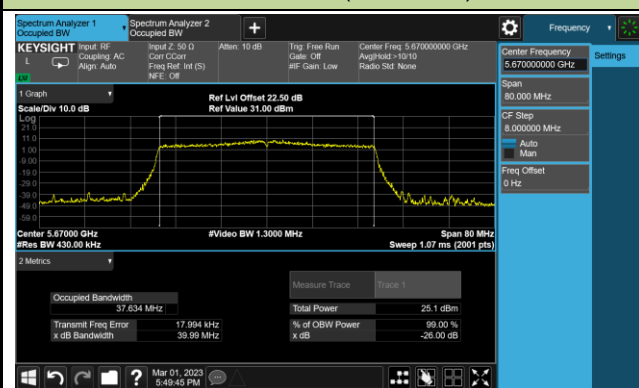 Spectrum Analyzer 1
Occupied BW
Spectrum Analyzer 2
Occupied BW
+
Frequency
KEYSIGHT
L
LM
Input: RF
Coupling: AC
Align: Auto
Input Z: 50 Ω
Corr CCorr
Freq Ref: Int (S)
NFE: Off
Atten: 10 dB
Trig: Free Run
Gate: Off
#IF Gain: Low
Center Freq: 5.670000000 GHz
Avg|Hold:>10/10
Radio Std: None
Center Frequency
5.670000000 GHz
Settings
Span
80.000 MHz
CF Step
8.000000 MHz
Auto
Man
Freq Offset
0 Hz
1 Graph
Scale/Div 10.0 dB
Ref Lvl Offset 22.50 dB
Ref Value 31.00 dBm
Log
21.0
11.0
1.00
-9.00
-19.0
-29.0
-39.0
-49.0
-59.0
Center 5.67000 GHz
#Res BW 430.00 kHz
#Video BW 1.3000 MHz
Span 80 MHz
Sweep 1.07 ms (2001 pts)
2 Metrics
Measure Trace
Trace 1
Occupied Bandwidth
37.634 MHz
Total Power
25.1 dBm
Transmit Freq Error
17.994 kHz
% of OBW Power
99.00 %
x dB Bandwidth
39.99 MHz
x dB
-26.00 dB
?
Mar 01, 2023
5:49:45 PM